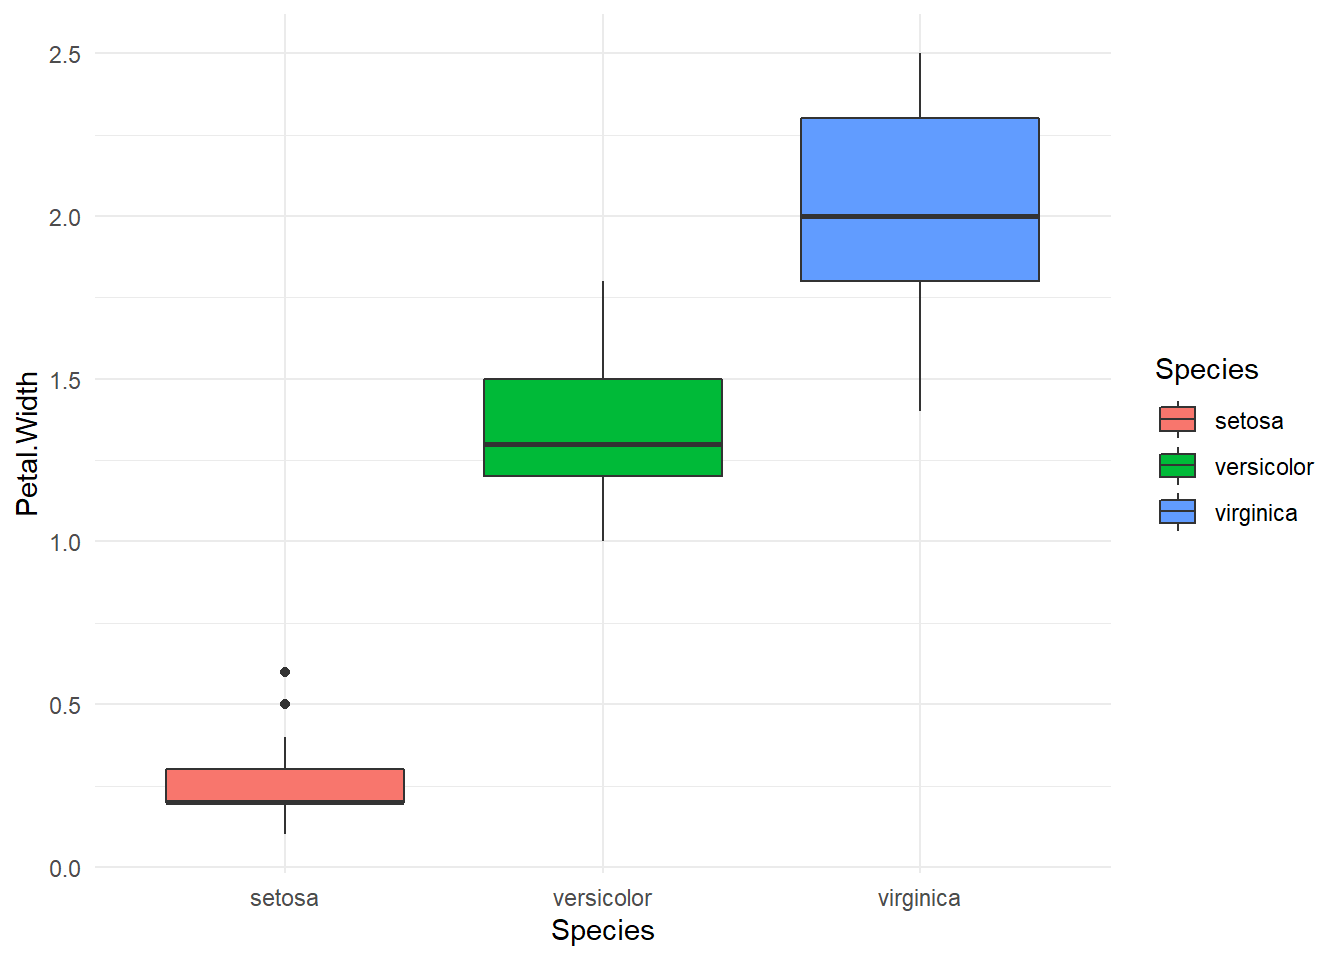 2.5
2.0
1.5
1.0
0.5
0.0
Petal.Width
setosa
versicolor
virginica
Species
Species
setosa
versicolor
virginica